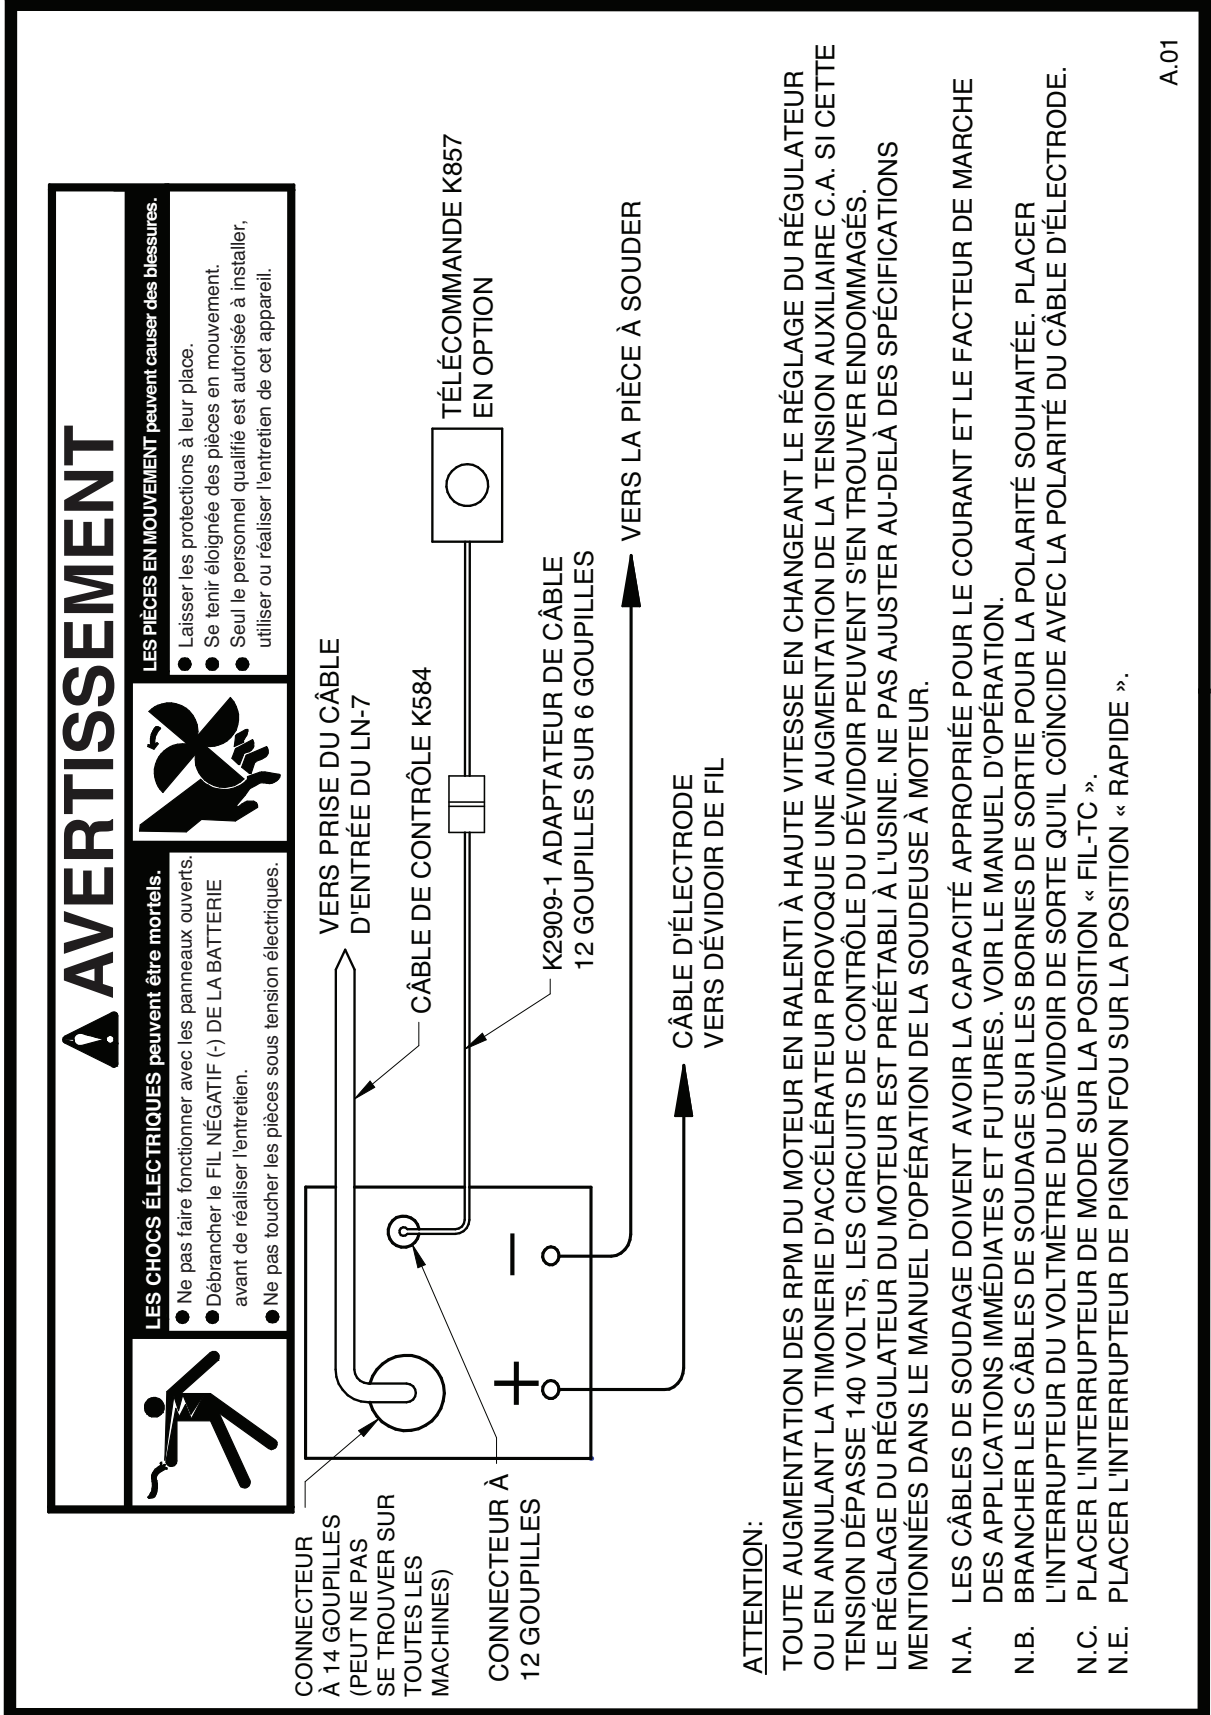 AVERTISSEMENT
LES CHOCS ÉLECTRIQUES peuvent être mortels.
● Ne pas faire fonctionner avec les panneaux ouverts.
● Débrancher le FIL NÉGATIF (-) DE LA BATTERIE
avant de réaliser l'entretien.
● Ne pas toucher les pièces sous tension électriques.
LES PIÈCES EN MOUVEMENT peuvent causer des blessures.
● Laisser les protections à leur place.
● Se tenir éloignée des pièces en mouvement.
● Seul le personnel qualifié est autorisée à installer,
utiliser ou réaliser l'entretien de cet appareil.
CONNECTEUR
À 14 GOUPILLES
(PEUT NE PAS
SE TROUVER SUR
TOUTES LES
MACHINES)
VERS PRISE DU CÂBLE
D'ENTRÉE DU LN-7
CÂBLE DE CONTRÔLE K584
TÉLÉCOMMANDE K857
EN OPTION
CONNECTEUR À
12 GOUPILLES
K2909-1 ADAPTATEUR DE CÂBLE
12 GOUPILLES SUR 6 GOUPILLES
+
–
VERS LA PIÈCE À SOUDER
CÂBLE D'ÉLECTRODE
VERS DÉVIDOIR DE FIL
ATTENTION:
TOUTE AUGMENTATION DES RPM DU MOTEUR EN RALENTI À HAUTE VITESSE EN CHANGEANT LE RÉGLAGE DU RÉGULATEUR
OU EN ANNULANT LA TIMONERIE D'ACCÉLÉRATEUR PROVOQUE UNE AUGMENTATION DE LA TENSION AUXILIAIRE C.A. SI CETTE
TENSION DÉPASSE 140 VOLTS, LES CIRCUITS DE CONTRÔLE DU DÉVIDOIR PEUVENT S'EN TROUVER ENDOMMAGÉS.
LE RÉGLAGE DU RÉGULATEUR DU MOTEUR EST PRÉÉTABLI À L'USINE. NE PAS AJUSTER AU-DELÀ DES SPÉCIFICATIONS
MENTIONNÉES DANS LE MANUEL D'OPÉRATION DE LA SOUDEUSE À MOTEUR.
N.A. LES CÂBLES DE SOUDAGE DOIVENT AVOIR LA CAPACITÉ APPROPRIÉE POUR LE COURANT ET LE FACTEUR DE MARCHE
DES APPLICATIONS IMMÉDIATES ET FUTURES. VOIR LE MANUEL D'OPÉRATION.
N.B. BRANCHER LES CÂBLES DE SOUDAGE SUR LES BORNES DE SORTIE POUR LA POLARITÉ SOUHAITÉE. PLACER
L'INTERRUPTEUR DU VOLTMÈTRE DU DÉVIDOIR DE SORTE QU'IL COÏNCIDE AVEC LA POLARITÉ DU CÂBLE D'ÉLECTRODE.
N.C. PLACER L'INTERRUPTEUR DE MODE SUR LA POSITION « FIL-TC ».
N.E. PLACER L'INTERRUPTEUR DE PIGNON FOU SUR LA POSITION « RAPIDE ».
A.01